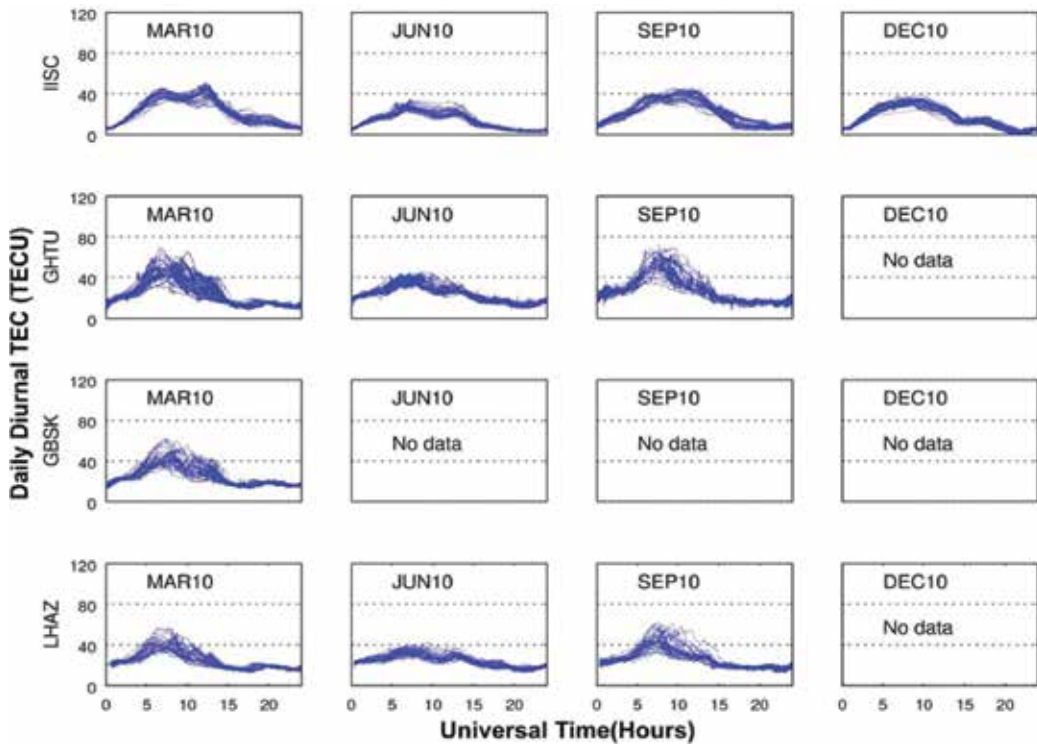 Daily Diurnal TEC (TECU)
IISC
120
80
40
0
MAR10
JUN10
SEP10
DEC10
GHTU
120
80
40
0
MAR10
JUN10
SEP10
DEC10
No data
GBSK
120
80
40
0
MAR10
JUN10
No data
SEP10
No data
DEC10
No data
LHAZ
120
80
40
0
MAR10
JUN10
SEP10
DEC10
No data
0 5 10 15 20
0 5 10 15 20
0 5 10 15 20
0 5 10 15 20
Universal Time(Hours)